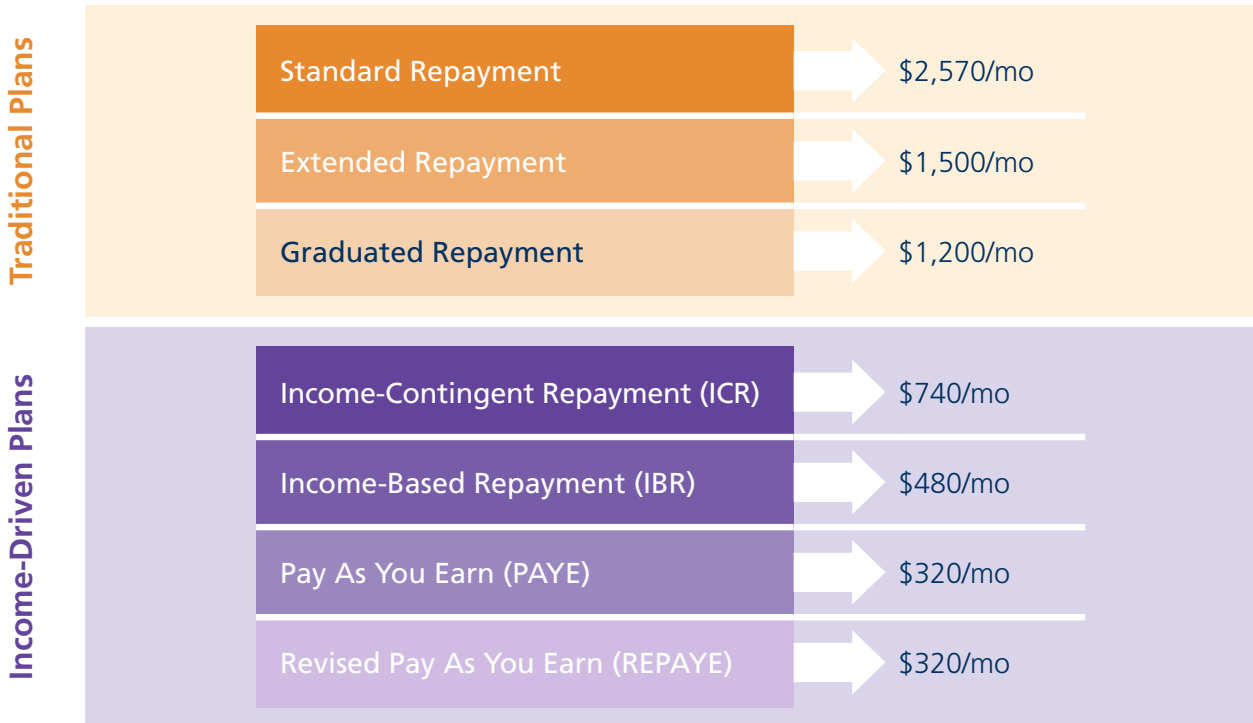 Traditional Plans
Standard Repayment
$2,570/mo
Extended Repayment
$1,500/mo
Graduated Repayment
$1,200/mo
Income-Driven Plans
Income-Contingent Repayment (ICR)
$740/mo
Income-Based Repayment (IBR)
$480/mo
Pay As You Earn (PAYE)
$320/mo
Revised Pay As You Earn (REPAYE)
$320/mo